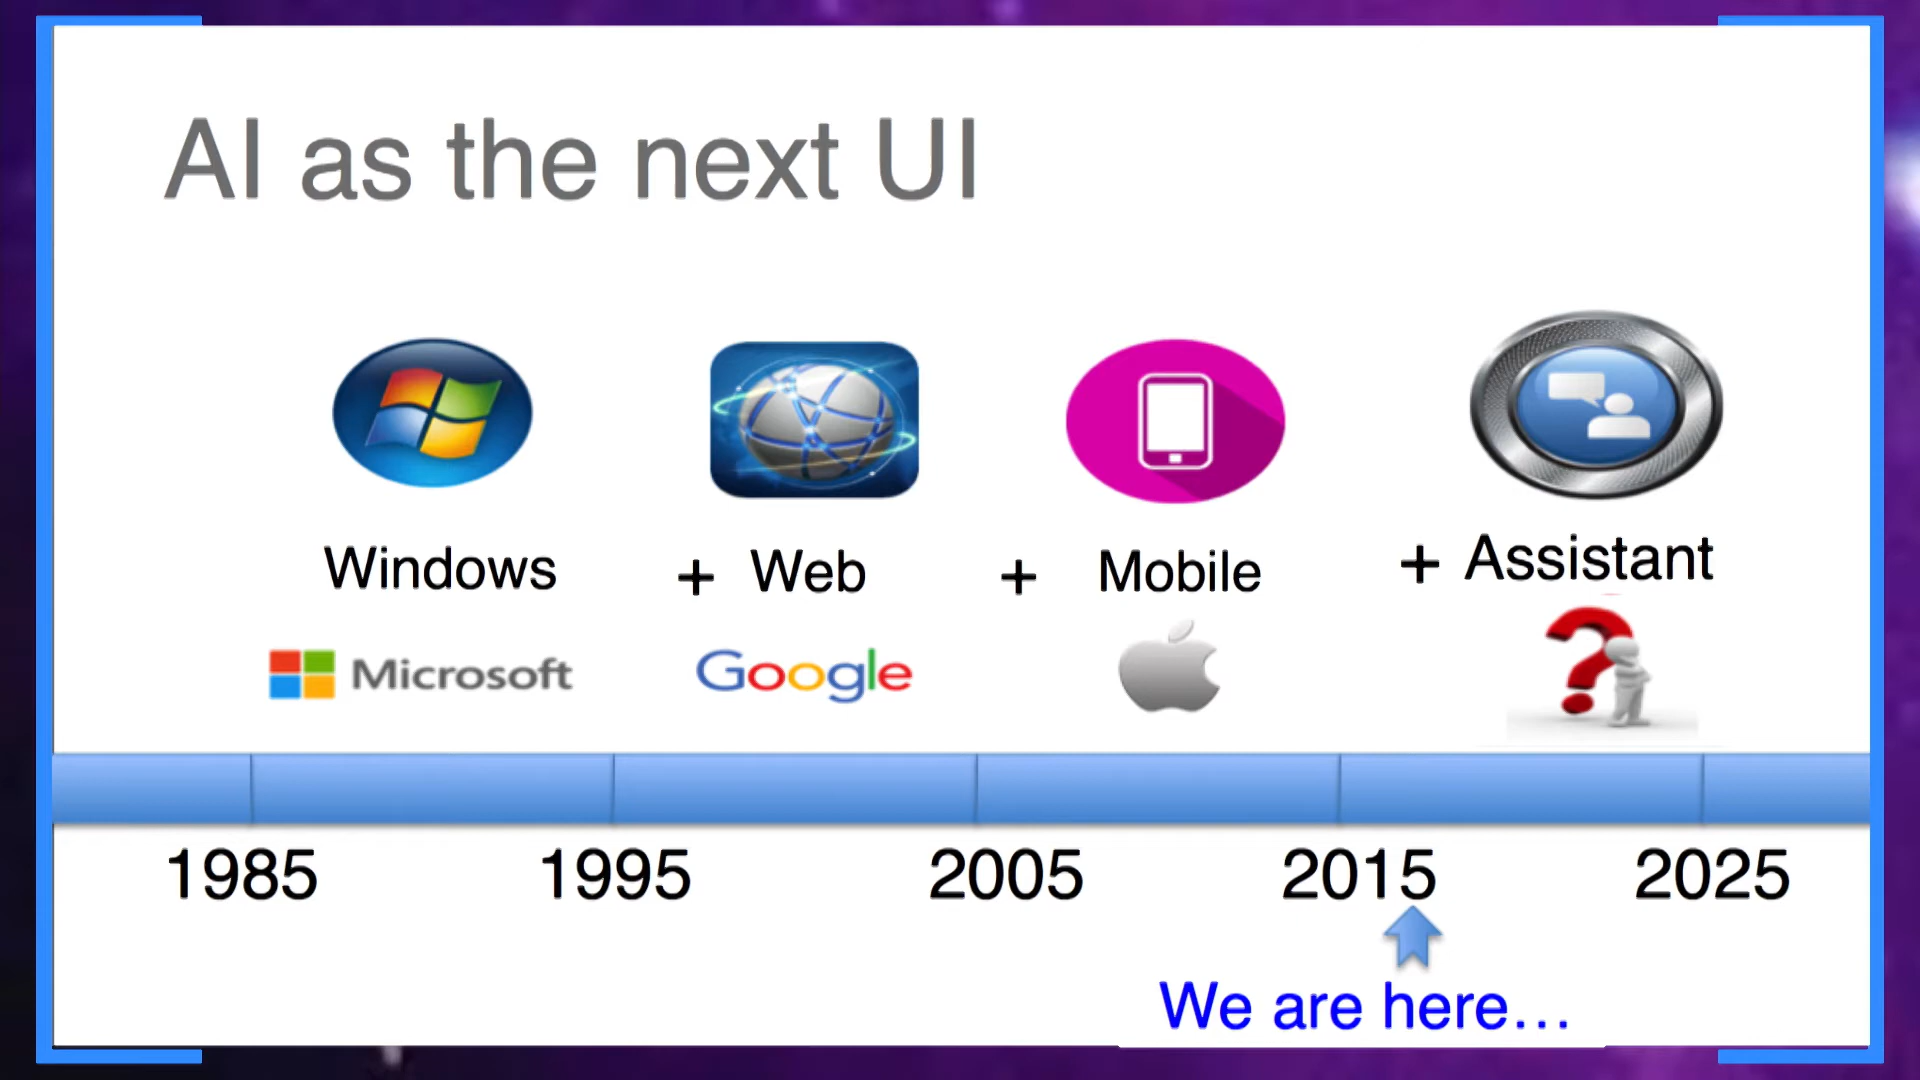 AI as the next UI
Windows + Web + Mobile + Assistant
Microsoft Google
1985 1995 2005 2015 2025
We are here...